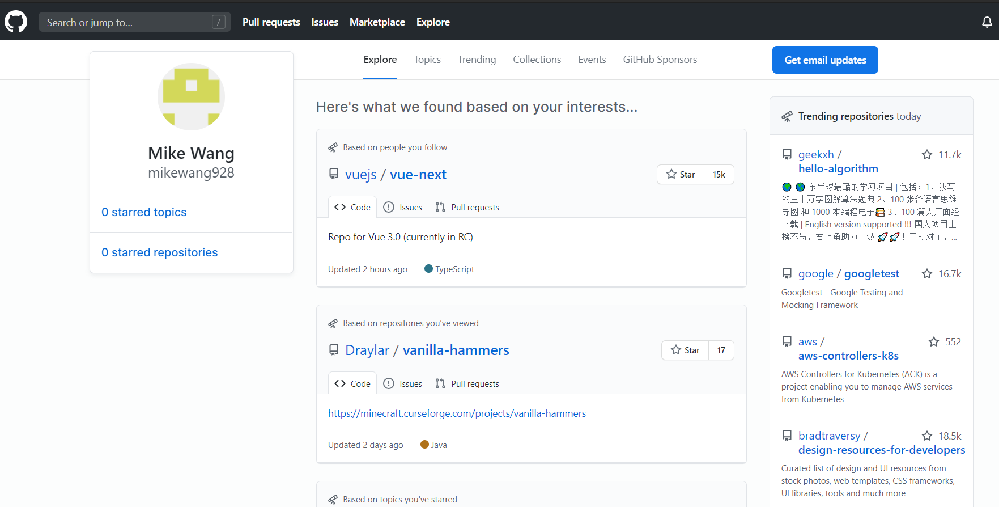 Search or jump to... /
Pull requests Issues Marketplace Explore
Explore Topics Trending Collections Events GitHub Sponsors
Get email updates
Mike Wang
mikewang928
0 starred topics
0 starred repositories
Here's what we found based on your interests...
Based on people you follow
vuejs / vue-next
Star 15k
Code Issues Pull requests
Repo for Vue 3.0 (currently in RC)
Updated 2 hours ago TypeScript
Based on repositories you've viewed
Draylar / vanilla-hammers
Star 17
Code Issues Pull requests
https://minecraft.curseforge.com/projects/vanilla-hammers
Updated 2 days ago Java
Based on topics you've starred
Trending repositories today
geekxh / 11.7k
hello-algorithm
🌍 🌎 东半球最酷的学习项目 | 包括：1、我写
的三十万字图解算法题典 2、100 张各语言思维
导图 和 1000 本编程电子📚 3、100 篇大厂面经
下载 | English version supported !!! 国人项目上
榜不易，右上角助力一波 🚀🚀！干就对了，...
google / googletest 16.7k
Googletest - Google Testing and
Mocking Framework
aws / 552
aws-controllers-k8s
AWS Controllers for Kubernetes (ACK) is a
project enabling you to manage AWS services
from Kubernetes
bradtraversy / 18.5k
design-resources-for-developers
Curated list of design and UI resources from
stock photos, web templates, CSS frameworks,
UI libraries, tools and much more